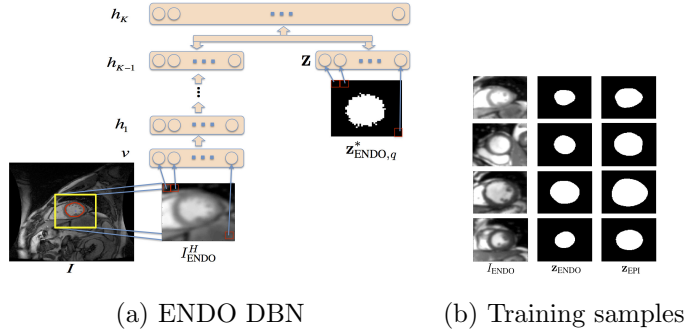 h_K
h_{K−1}
Z
h_1
z*_{ENDO,q}
v
I^H_{ENDO}
I
I_{ENDO} z_{ENDO} z_{EPI}
(a) ENDO DBN
(b) Training samples